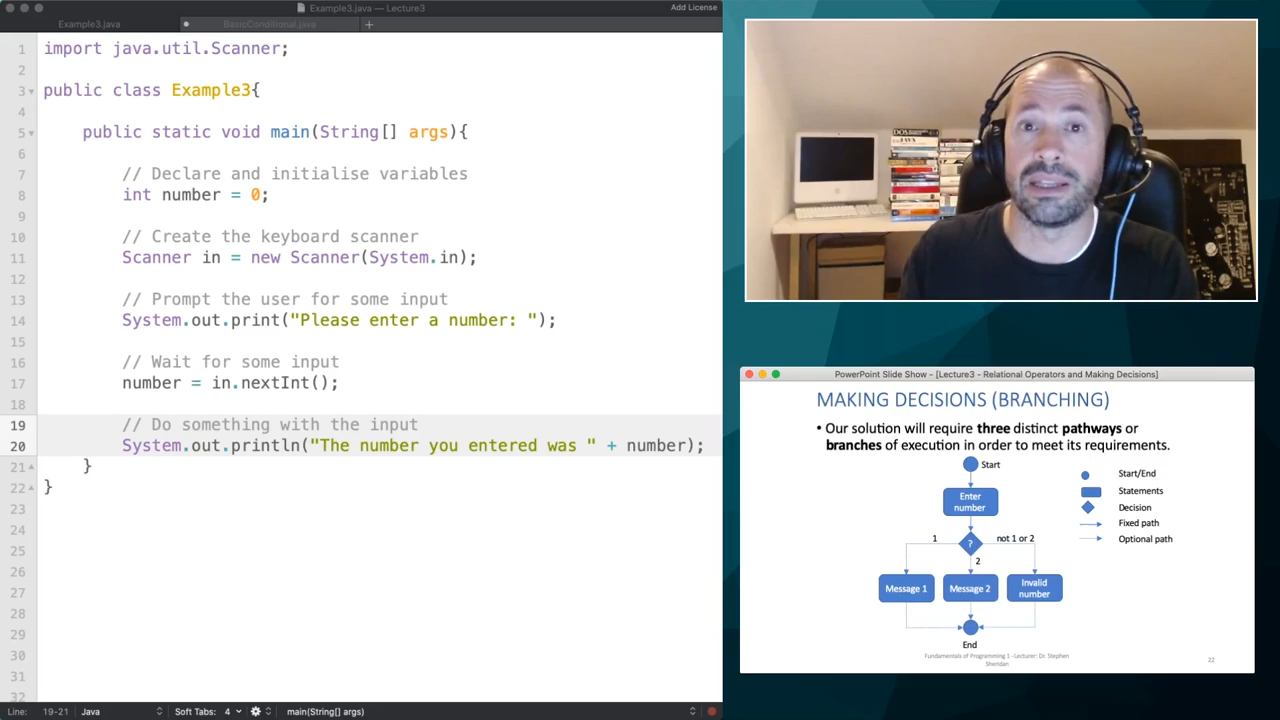 Example3.java — Lecture3
Add License
Example3.java
BasicConditional.java
+
1 import java.util.Scanner;
2
3 public class Example3{
4
5 public static void main(String[] args){
6
7 // Declare and initialise variables
8 int number = 0;
9
10 // Create the keyboard scanner
11 Scanner in = new Scanner(System.in);
12
13 // Prompt the user for some input
14 System.out.print("Please enter a number: ");
15
16 // Wait for some input
17 number = in.nextInt();
18
19 // Do something with the input
20 System.out.println("The number you entered was " + number);
21 }
22 }
23
24
25
26
27
28
29
30
31
32
Line: 19-21 Java Soft Tabs: 4 main(String[] args)
DOS
JAVA
PowerPoint Slide Show - [Lecture3 - Relational Operators and Making Decisions]
MAKING DECISIONS (BRANCHING)
• Our solution will require three distinct pathways or
branches of execution in order to meet its requirements.
Start
Enter
number
1
?
not 1 or 2
2
Message 1
Message 2
Invalid
number
End
Start/End
Statements
Decision
Fixed path
Optional path
Fundamentals of Programming 1 - Lecturer: Dr. Stephen
Sheridan
22